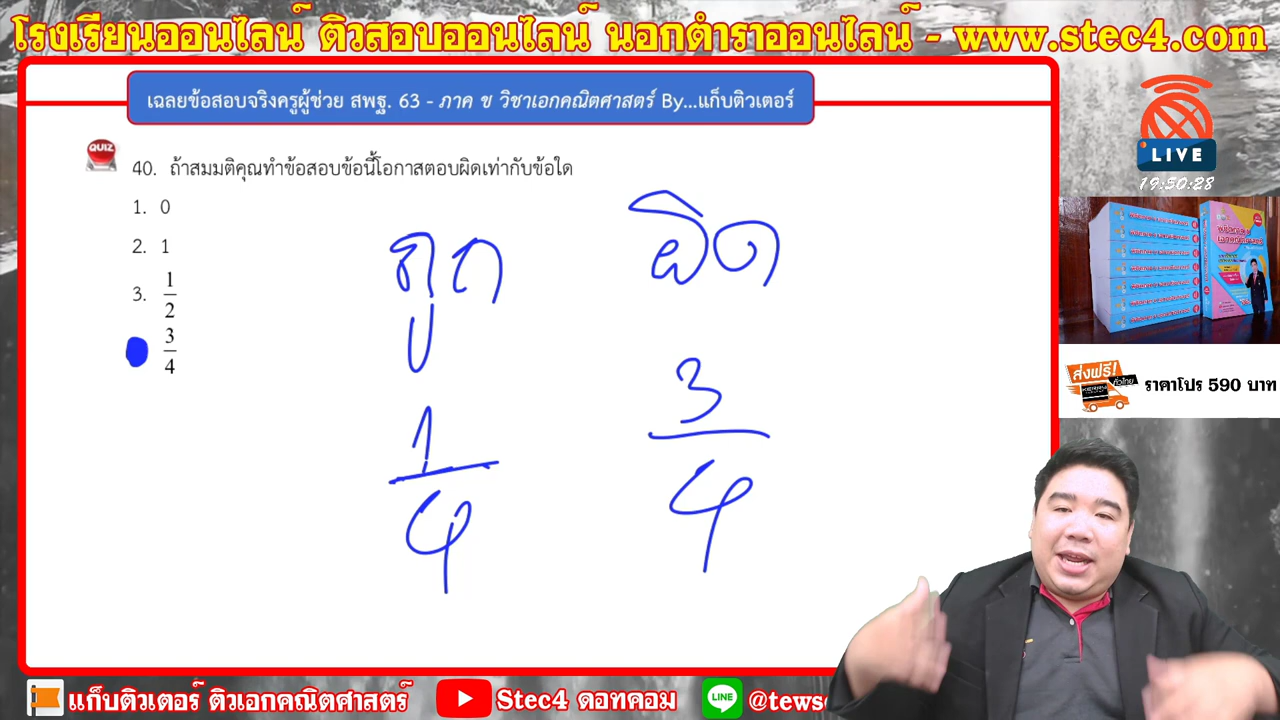 โรงเรียนออนไลน์ ติวสอบออนไลน์ นอกตำราออนไลน์ - www.stec4.com
เฉลยข้อสอบจริงครูผู้ช่วย สพฐ. 63 - ภาค ข วิชาเอกคณิตศาสตร์ By...แก็บติวเตอร์
QUIZ
40. ถ้าสมมติคุณทำข้อสอบข้อนี้โอกาสตอบผิดเท่ากับข้อใด
1. 0
2. 1
3. 1/2
3/4
ถูก
1/4
ผิด
3/4
LIVE
19:50:28
ส่งฟรี!
ทั่วไทย
ราคาโปร 590 บาท
แก็บติวเตอร์ ติวเอกคณิตศาสตร์
Stec4 ดอทคอม
LINE
@tews